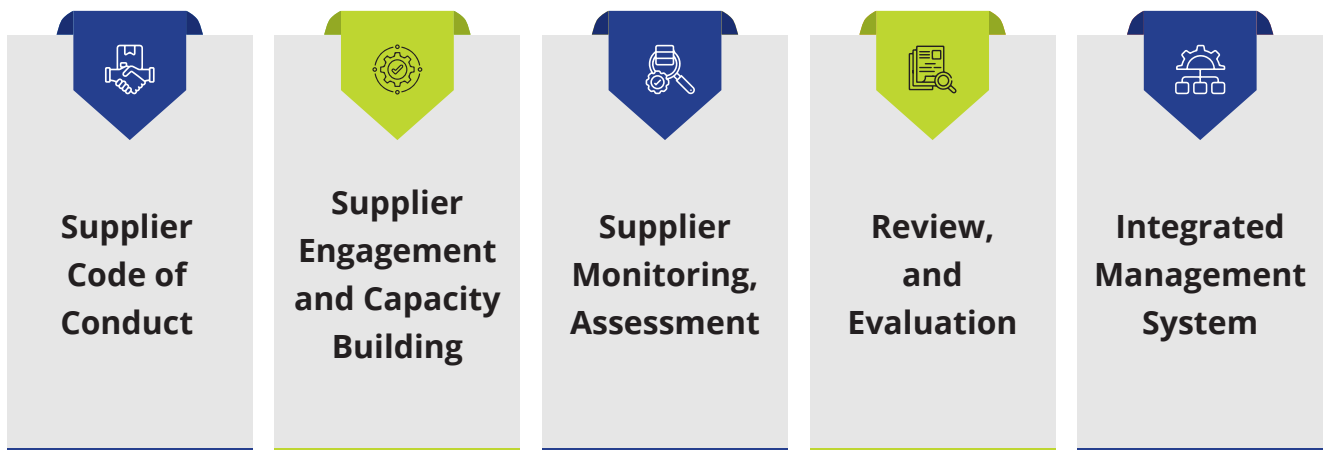 Supplier
Code of
Conduct
Supplier
Engagement
and Capacity
Building
Supplier
Monitoring,
Assessment
Review,
and
Evaluation
Integrated
Management
System